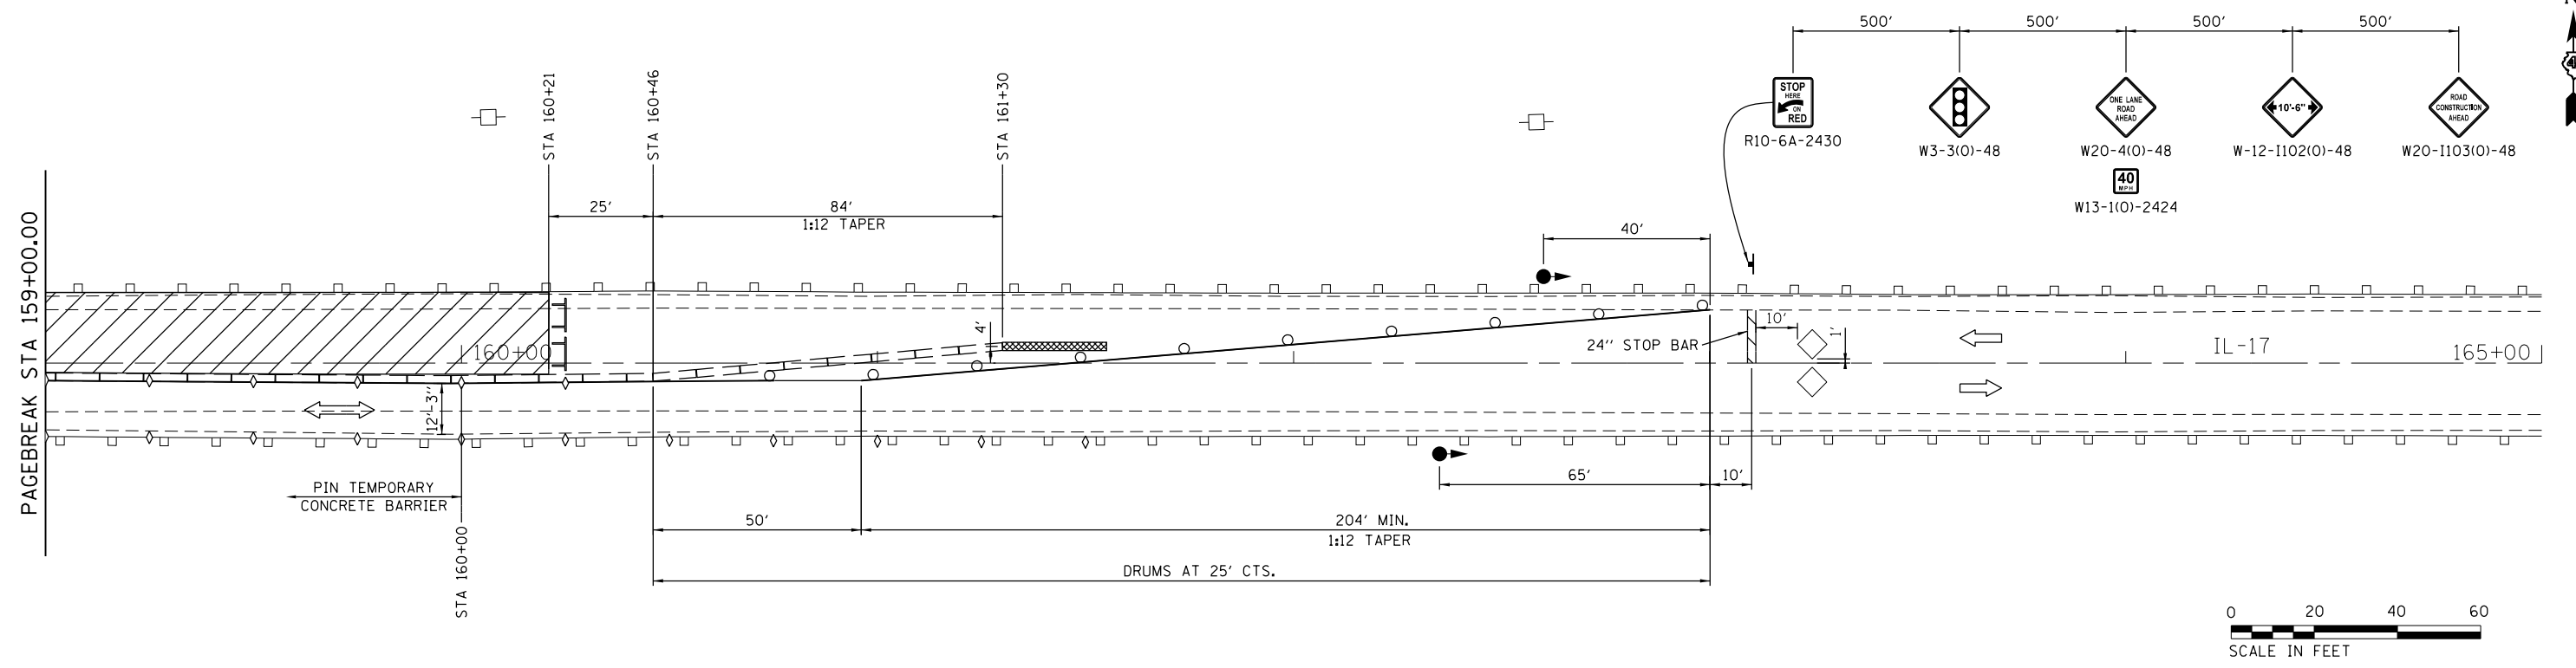 500' 500' 500' 500'
STOP
HERE
ON
RED
R10-6A-2430
W3-3(O)-48
ONE LANE
ROAD
AHEAD
W20-4(O)-48
40
MPH
W13-1(O)-2424
10'-6"
W-12-I102(O)-48
ROAD
CONSTRUCTION
AHEAD
W20-I103(O)-48
STA 160+21
STA 160+46
STA 161+30
25'
84'
1:12 TAPER
40'
PAGEBREAK STA 159+00.00
160+00
4'
24" STOP BAR
10'
1'
IL-17
165+00
12'-3"
PIN TEMPORARY
CONCRETE BARRIER
STA 160+00
65'
10'
50'
204' MIN.
1:12 TAPER
DRUMS AT 25' CTS.
0 20 40 60
SCALE IN FEET